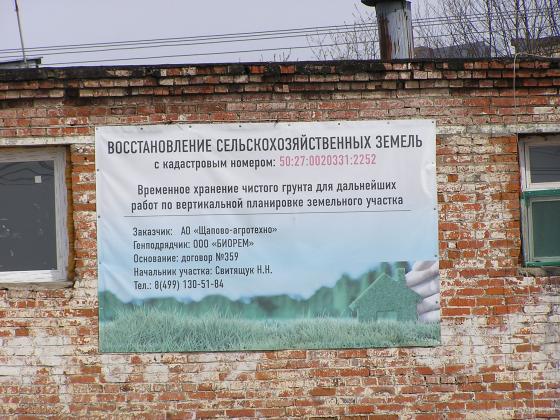 ВОССТАНОВЛЕНИЕ СЕЛЬСКОХОЗЯЙСТВЕННЫХ ЗЕМЕЛЬ
с кадастровым номером: 50:27:0020331:2252
Временное хранение чистого грунта для дальнейших
работ по вертикальной планировке земельного участка
Заказчик: АО «Щапово-агротехно»
Генподрядчик: ООО «БИОРЕМ»
Основание: договор №359
Начальник участка: Свитящук Н.Н.
Тел.: 8(499) 130-51-84